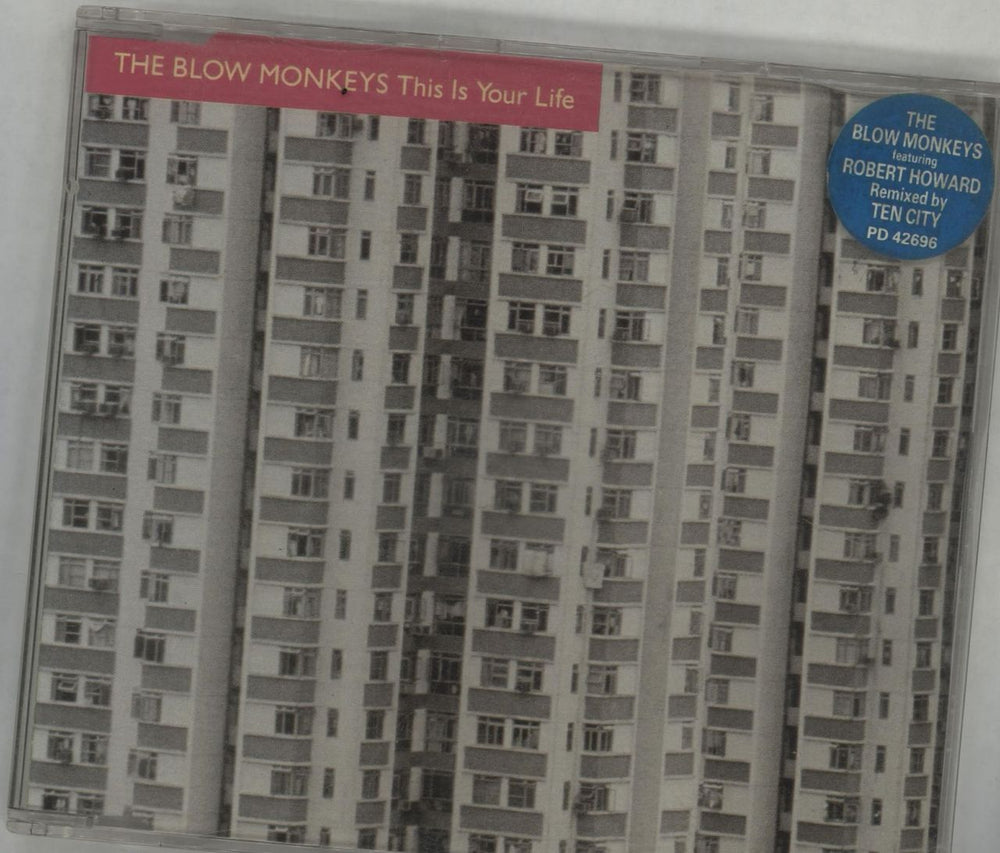 THE BLOW MONKEYS This Is Your Life
THE
BLOW MONKEYS
featuring
ROBERT HOWARD
Remixed by
TEN CITY
PD 42696